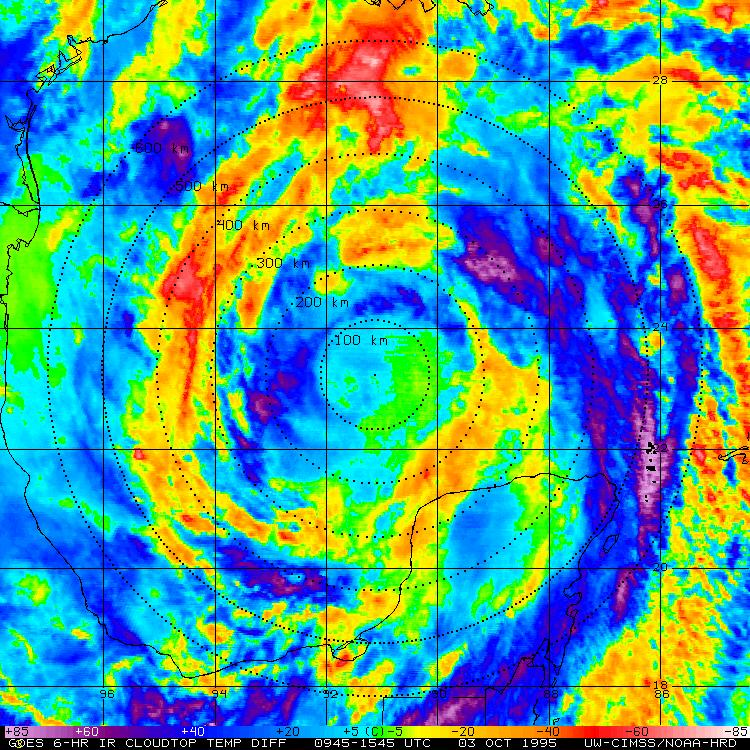 28
600 km
500 km
400 km
300 km
200 km
24
100 km
20
96 94 92 90 88 86
18
+85 +60 +40 +20 +5 0C -5 -20 -40 -60 -85
GOES 6-HR IR CLOUDTOP TEMP DIFF 0945-1545 UTC 03 OCT 1995 UW-CIMSS/NOAA-HRD